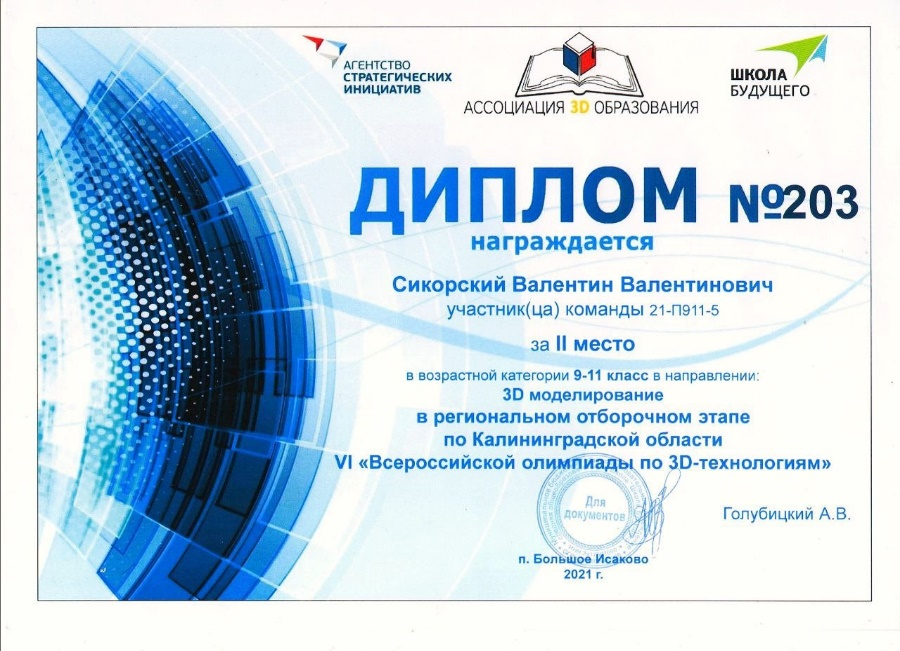 АГЕНТСТВО
СТРАТЕГИЧЕСКИХ
ИНИЦИАТИВ
АССОЦИАЦИЯ 3D ОБРАЗОВАНИЯ
ШКОЛА
БУДУЩЕГО
ДИПЛОМ №203
награждается
Сикорский Валентин Валентинович
участник(ца) команды 21-П911-5
за II место
в возрастной категории 9-11 класс в направлении:
3D моделирование
в региональном отборочном этапе
по Калининградской области
VI «Всероссийской олимпиады по 3D-технологиям»
Для
документов
Голубицкий А.В.
п. Большое Исаково
2021 г.